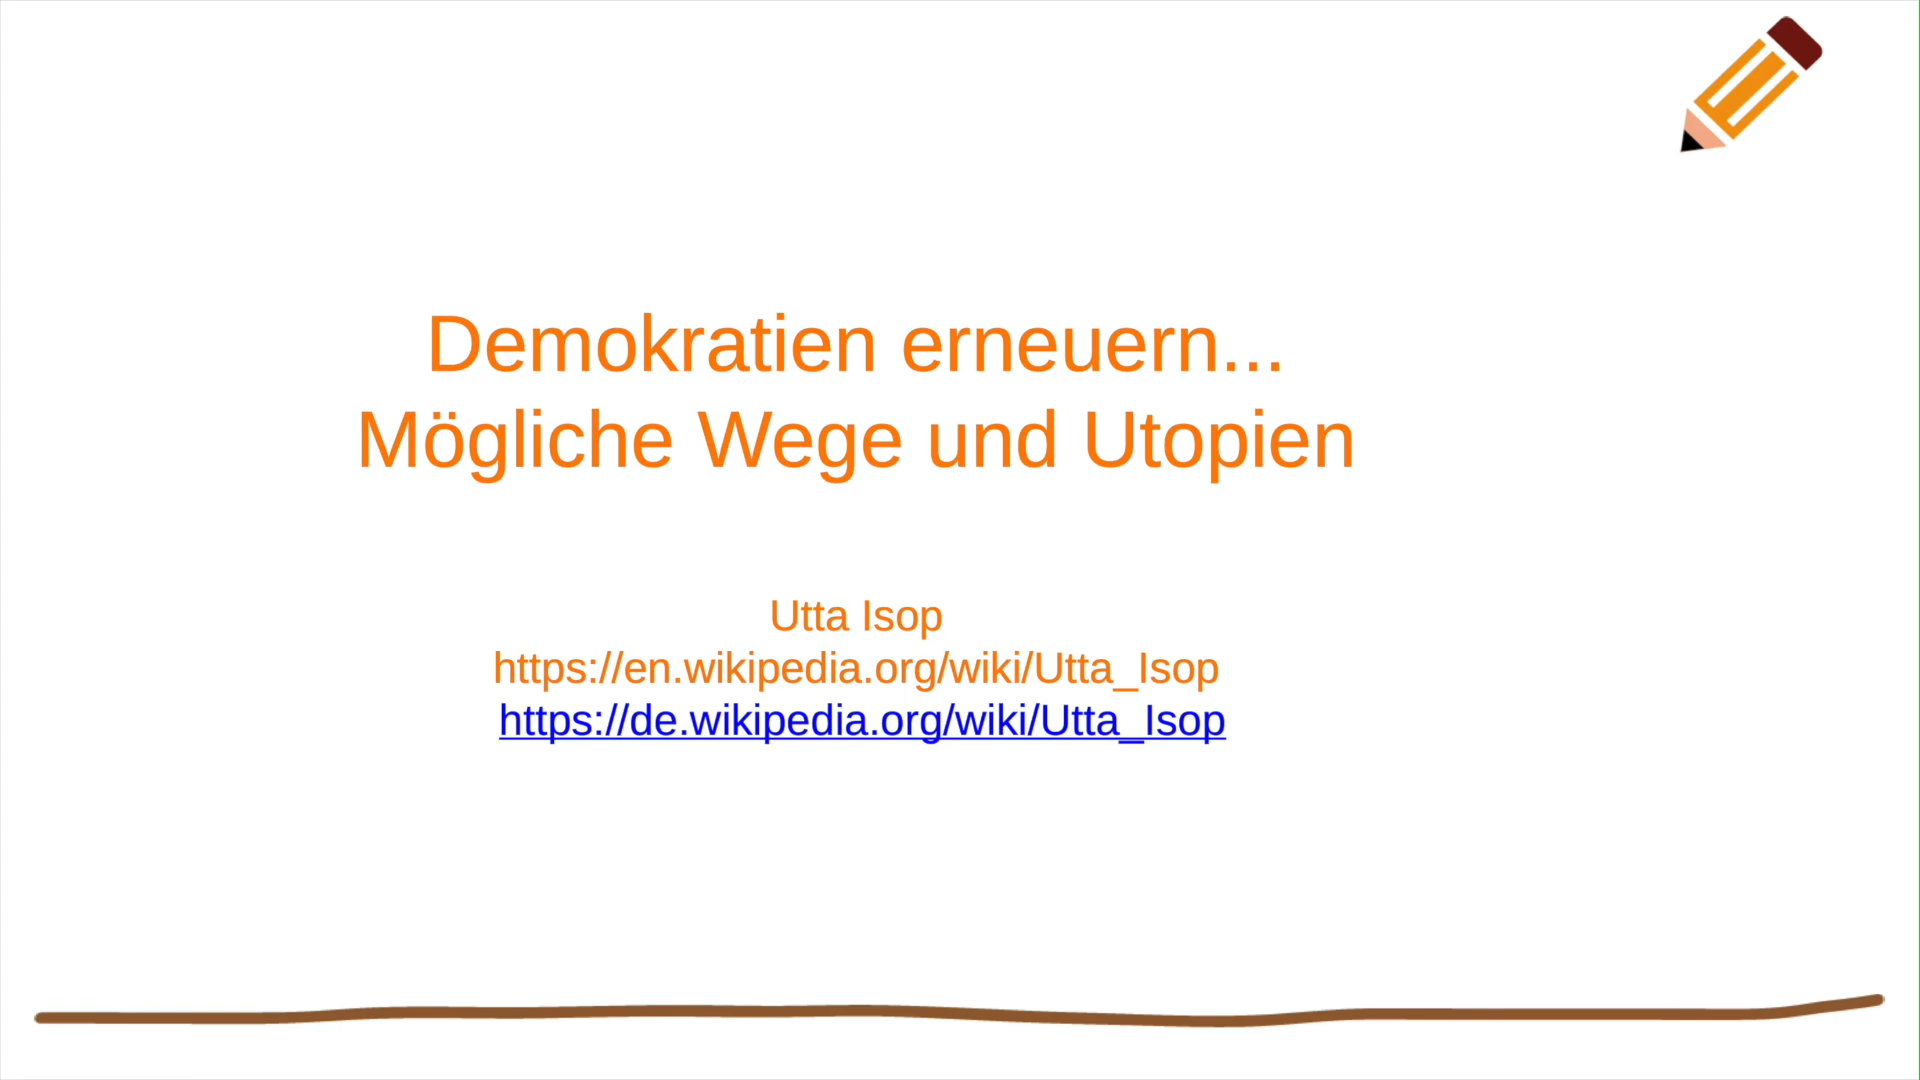 Demokratien erneuern...
Mögliche Wege und Utopien
Utta Isop
https://en.wikipedia.org/wiki/Utta_Isop
https://de.wikipedia.org/wiki/Utta_Isop